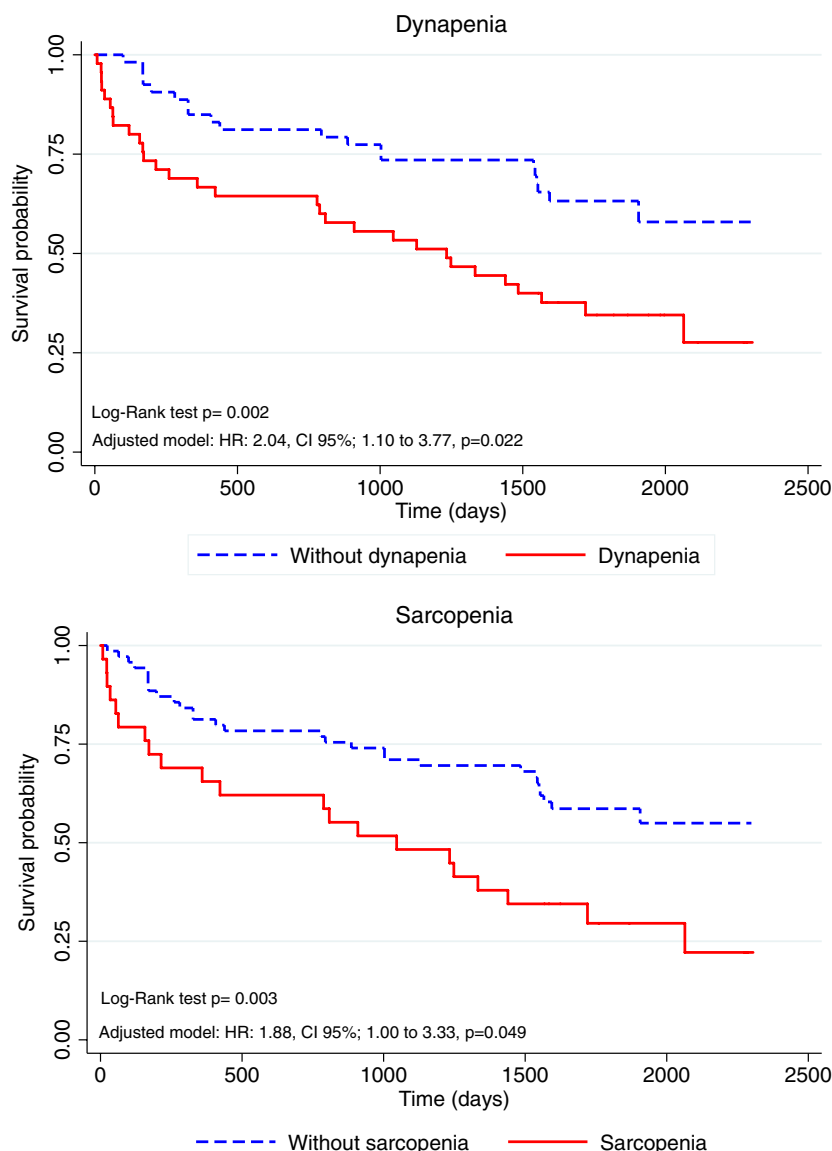 Dynapenia
Survival probability
1.00
0.75
0.50
0.25
0.00
Log-Rank test p= 0.002
Adjusted model: HR: 2.04, CI 95%; 1.10 to 3.77, p=0.022
0 500 1000 1500 2000 2500
Time (days)
Without dynapenia Dynapenia
Sarcopenia
Survival probability
1.00
0.75
0.50
0.25
0.00
Log-Rank test p= 0.003
Adjusted model: HR: 1.88, CI 95%; 1.00 to 3.33, p=0.049
0 500 1000 1500 2000 2500
Time (days)
Without sarcopenia Sarcopenia